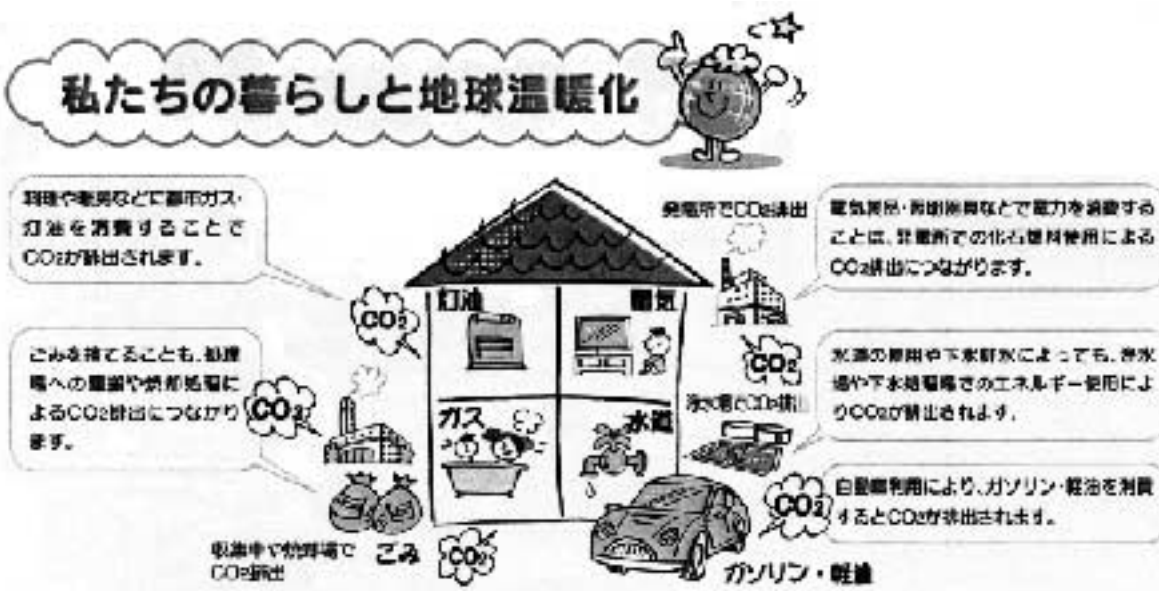 私たちの暮らしと地球温暖化
料理や暖房などに都市ガス・
灯油を消費することで
CO2が排出されます。
発電所でCO2排出
電気製品・照明器具などで電力を消費する
ことは、発電所での化石燃料使用による
CO2排出につながります。
灯油
電気
CO2
CO2
ごみを捨てることも、処理
場への運搬や焼却処理に
よるCO2排出につながり
ます。
CO2
水道の使用や下水排水によっても、浄水
場や下水処理場でのエネルギー使用によ
りCO2が排出されます。
浄水場でCO2排出
ガス
水道
自動車利用により、ガソリン・軽油を消費
するとCO2が排出されます。
CO2
収集車や焼却場で
CO2排出
ごみ
CO2
ガソリン・軽油